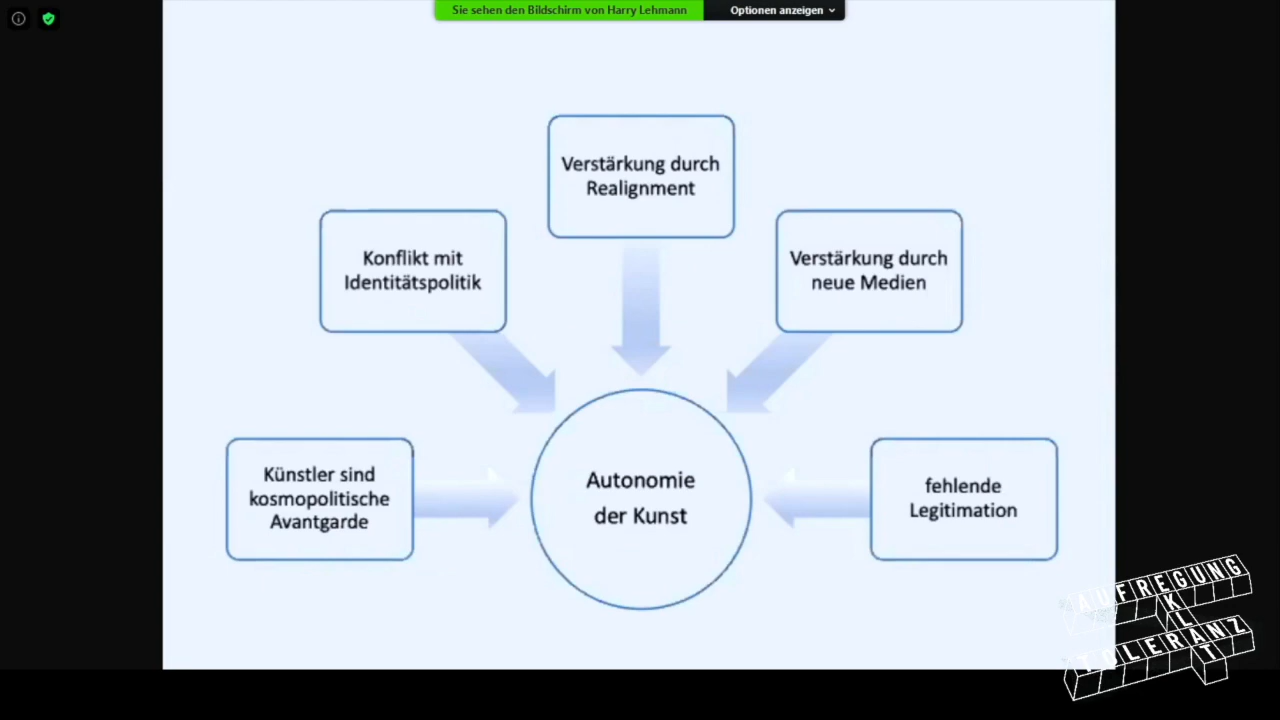 Sie sehen den Bildschirm von Harry Lehmann
Optionen anzeigen
Verstärkung durch
Realignment
Konflikt mit
Identitätspolitik
Verstärkung durch
neue Medien
Künstler sind
kosmopolitische
Avantgarde
Autonomie
der Kunst
fehlende
Legitimation
AUFREGUNG
KLT
TOLERANZ